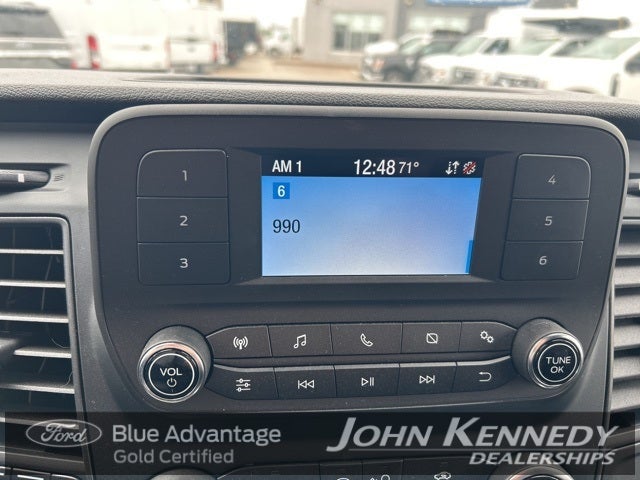 AM 1 12:48 71°
6
990
1
2
3
4
5
6
VOL
TUNE
OK
Ford
Blue Advantage
Gold Certified
JOHN KENNEDY
DEALERSHIPS